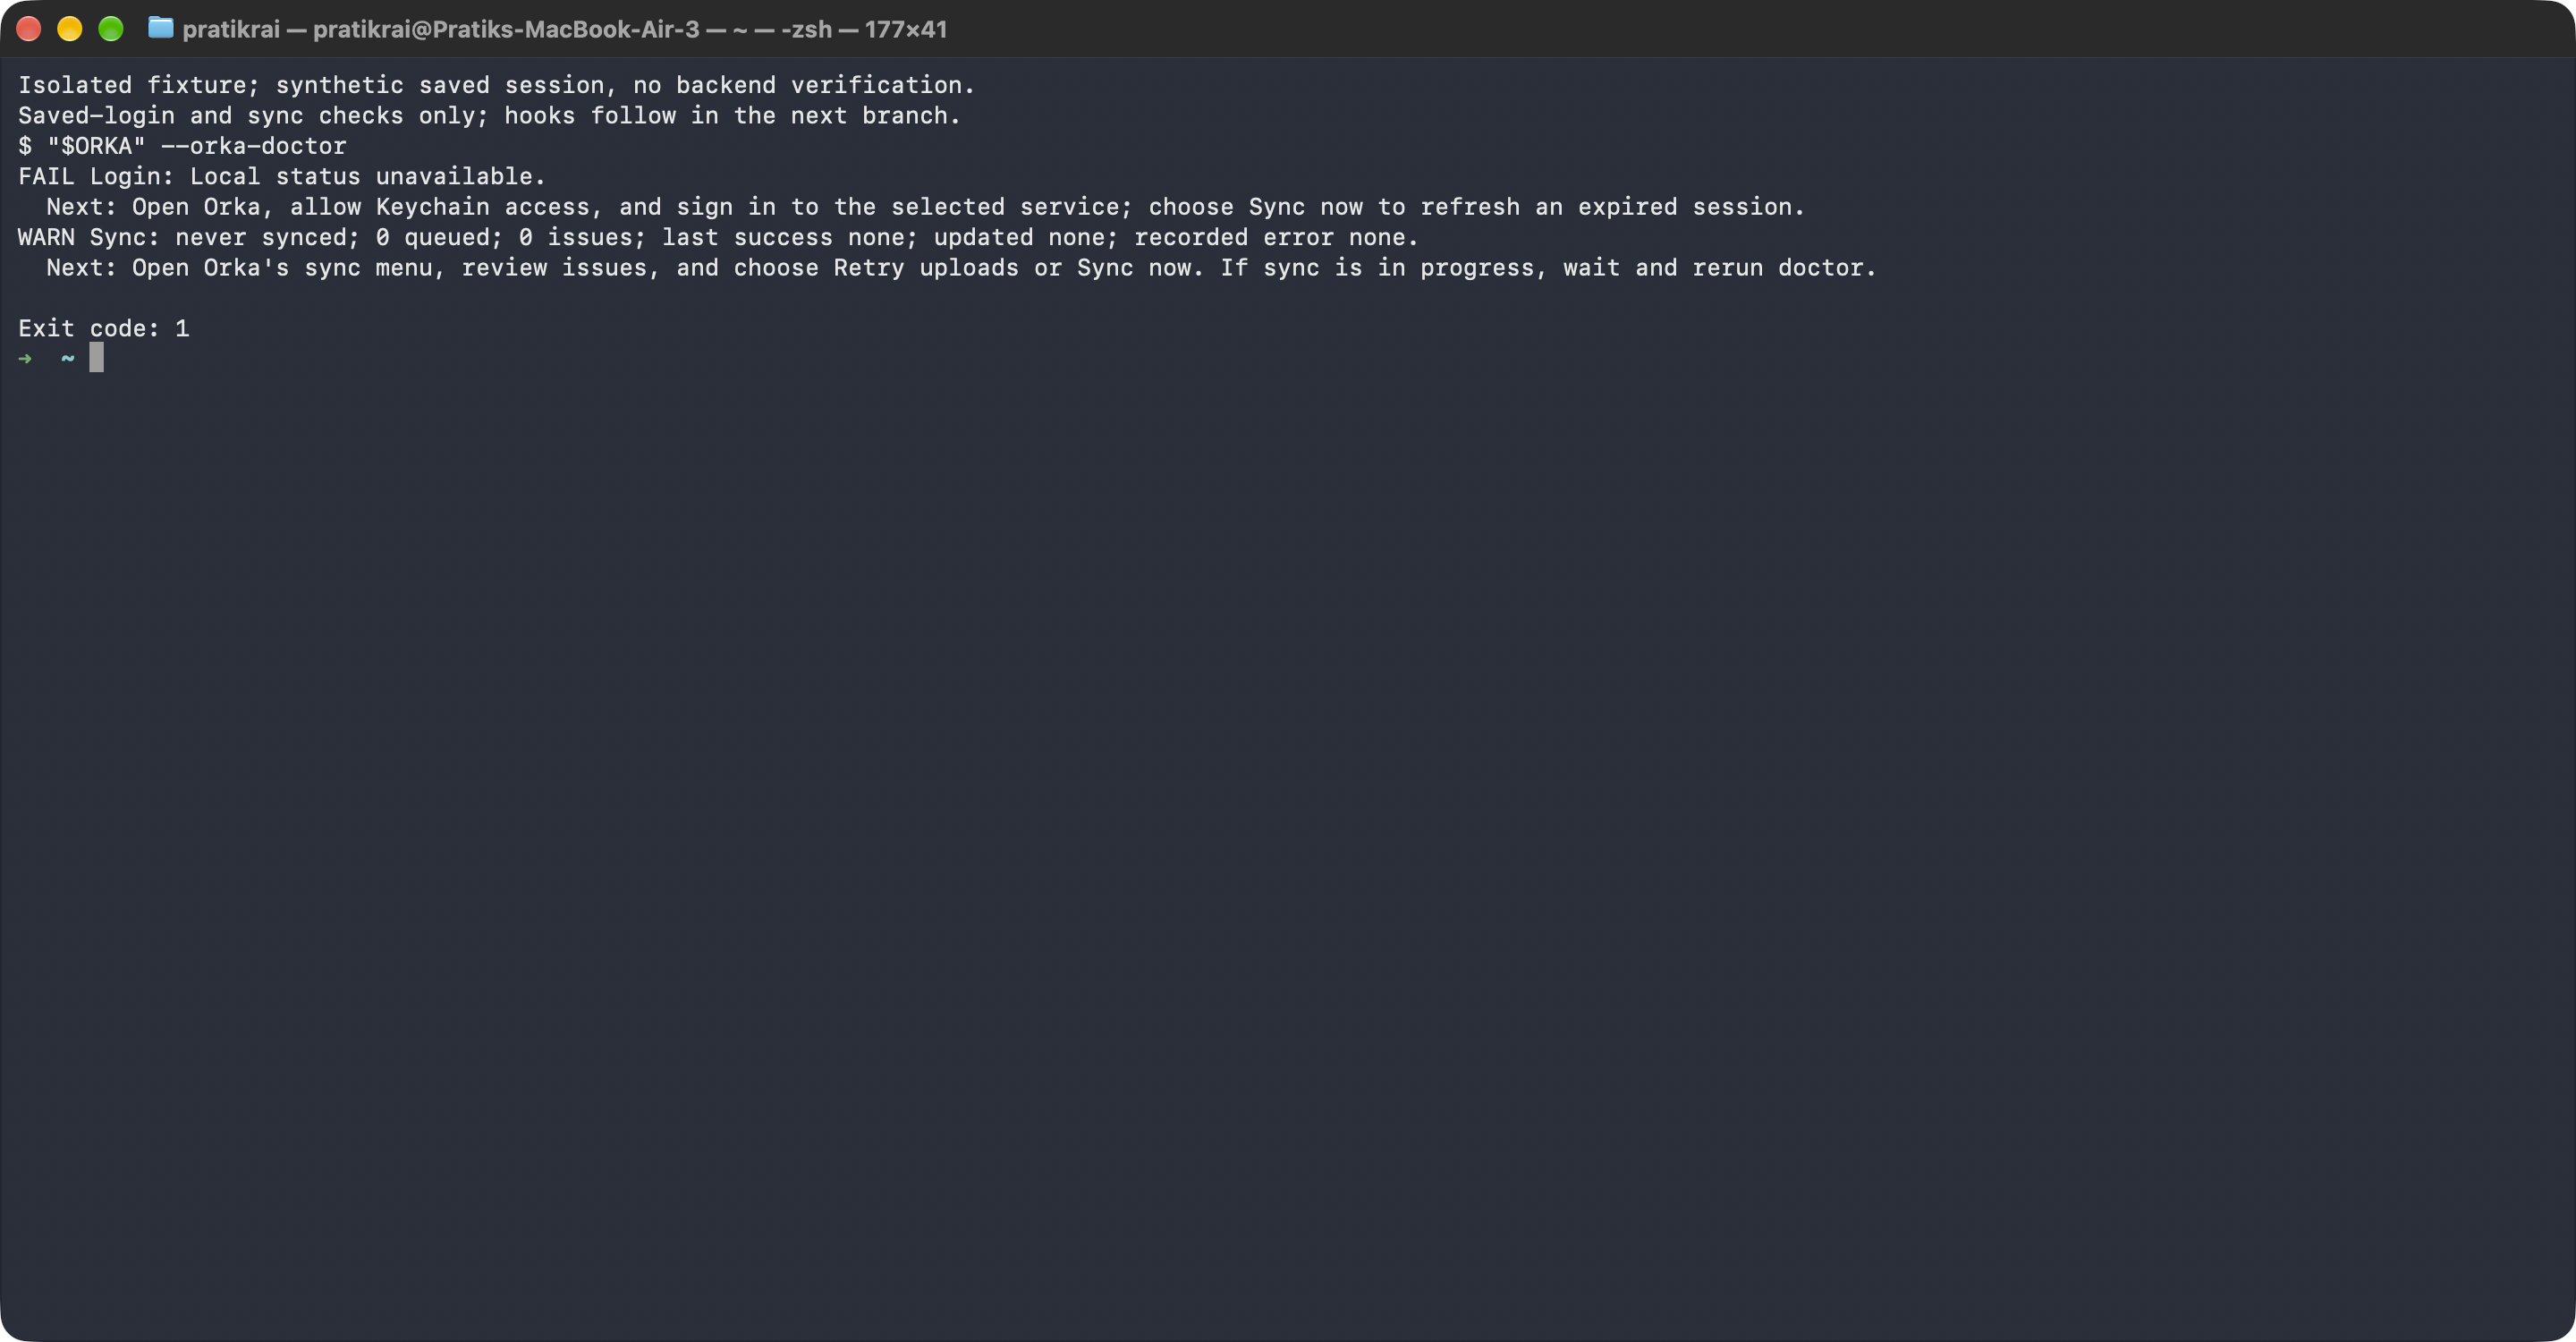 pratikrai — pratikrai@Pratiks-MacBook-Air-3 — ~ — -zsh — 177×41
Isolated fixture; synthetic saved session, no backend verification.
Saved-login and sync checks only; hooks follow in the next branch.
$ "$ORKA" --orka-doctor
FAIL Login: Local status unavailable.
  Next: Open Orka, allow Keychain access, and sign in to the selected service; choose Sync now to refresh an expired session.
WARN Sync: never synced; 0 queued; 0 issues; last success none; updated none; recorded error none.
  Next: Open Orka's sync menu, review issues, and choose Retry uploads or Sync now. If sync is in progress, wait and rerun doctor.
Exit code: 1
➜  ~